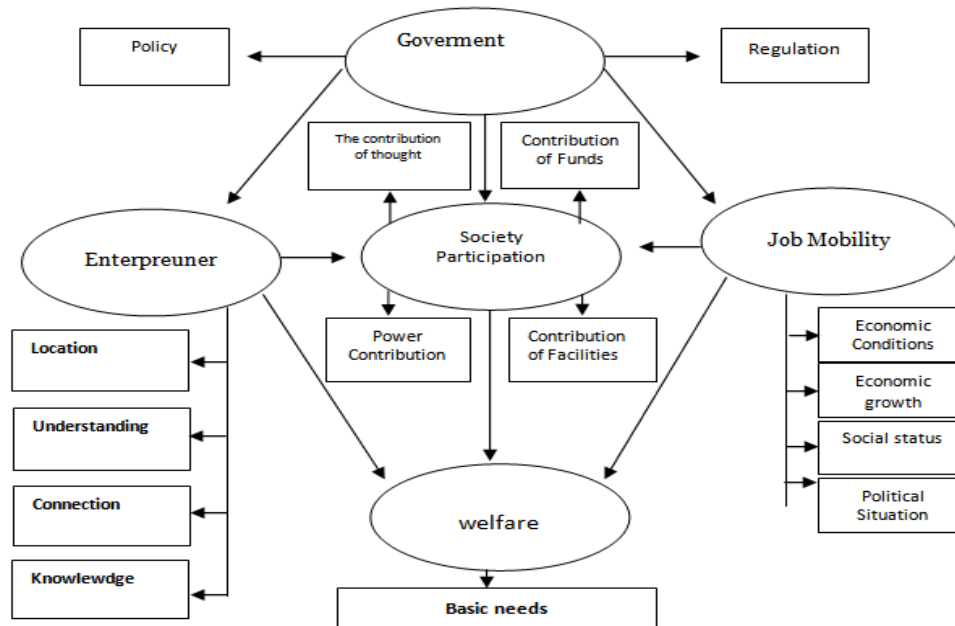 Policy
Goverment
Regulation
The contribution
of thought
Contribution
of Funds
Enterpreuner
Society
Participation
Job Mobility
Power
Contribution
Contribution
of Facilities
Location
Understanding
Connection
Knowlewdge
Economic
Conditions
Economic
growth
Social status
Political
Situation
welfare
Basic needs